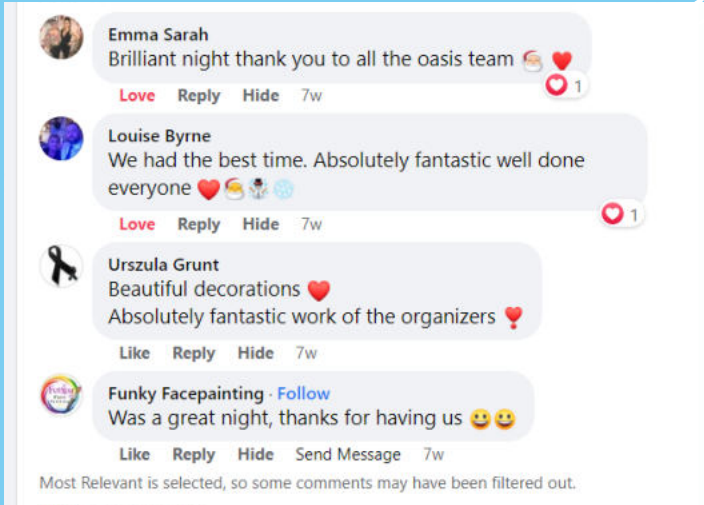 Emma Sarah
Brilliant night thank you to all the oasis team 🎅 ❤️
1
Love Reply Hide 7w
Louise Byrne
We had the best time. Absolutely fantastic well done
everyone ❤️🎅☃️❄️
1
Love Reply Hide 7w
Urszula Grunt
Beautiful decorations ❤️
Absolutely fantastic work of the organizers ❣️
Like Reply Hide 7w
Funky Facepainting · Follow
Was a great night, thanks for having us 😀😀
Like Reply Hide Send Message 7w
Most Relevant is selected, so some comments may have been filtered out.